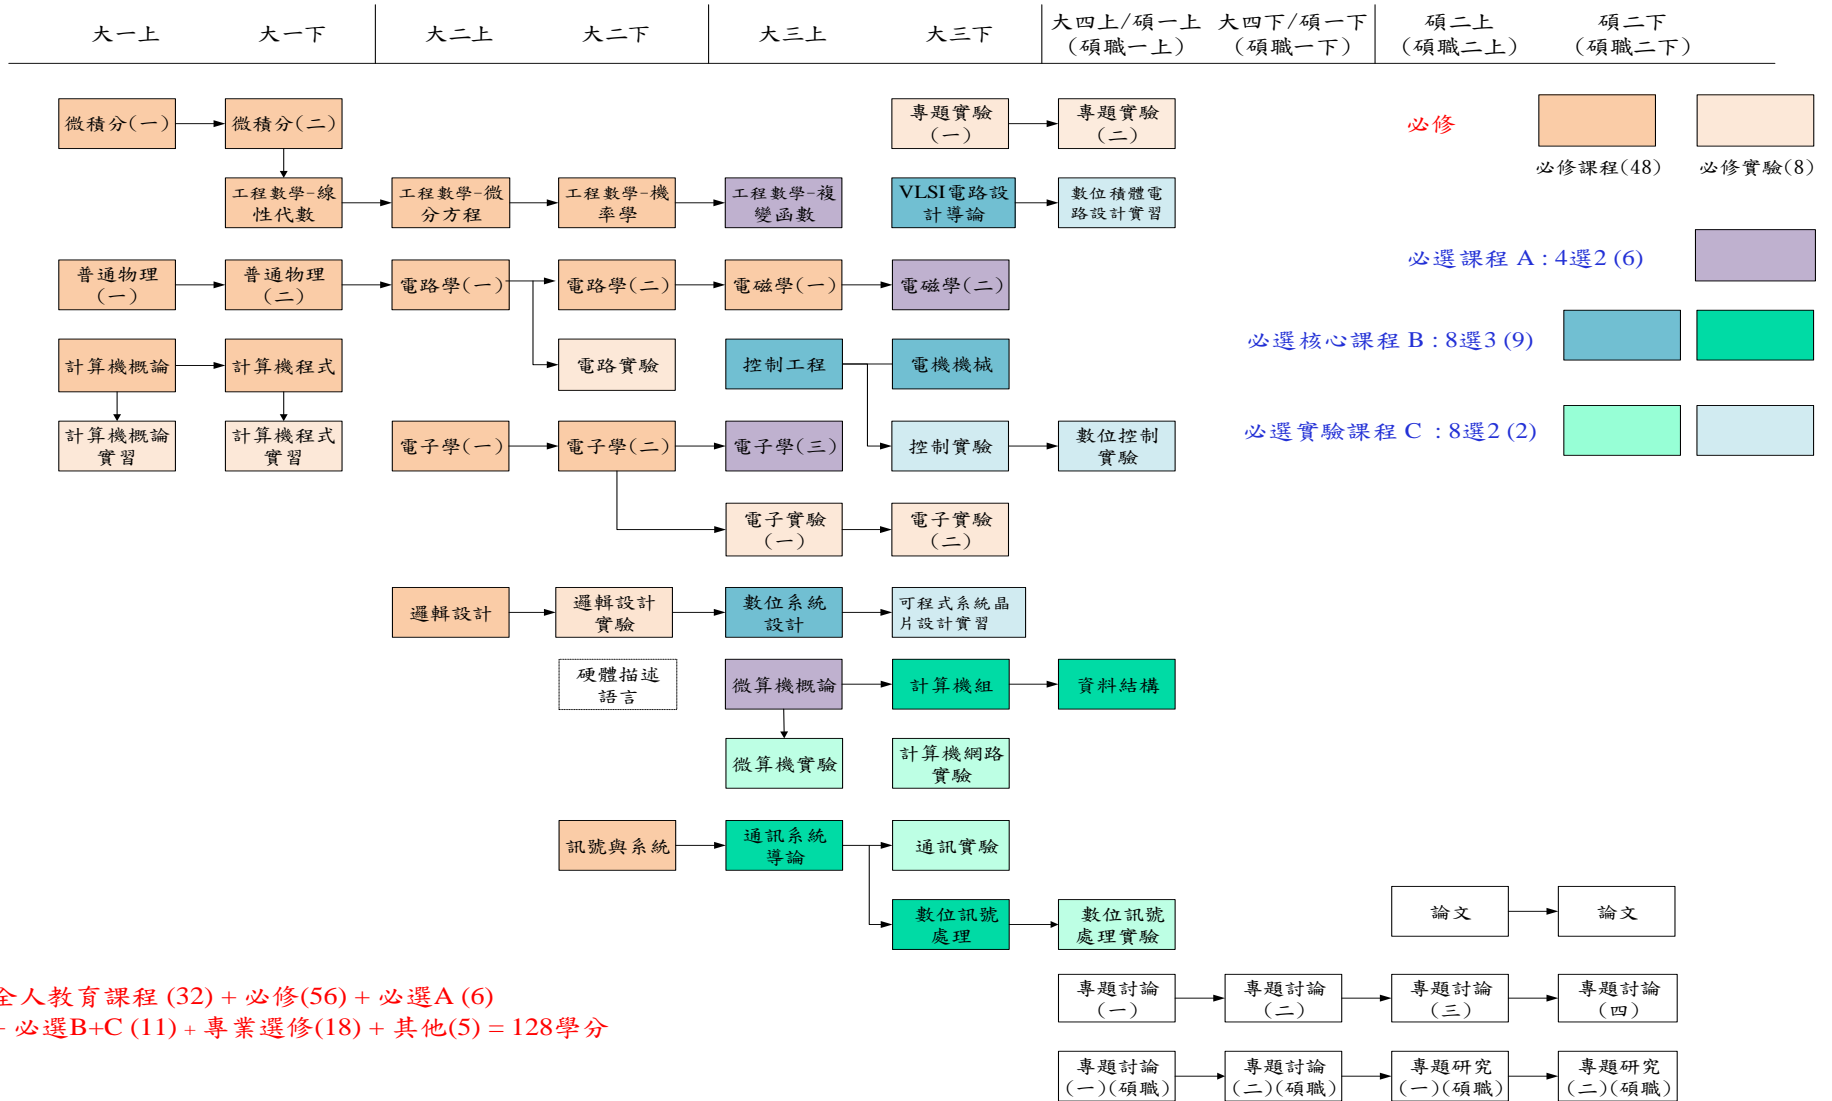 大一上
大一下
大二上
大二下
大三上
大三下
大四上/碩一上
(碩職一上)
大四下/碩一下
(碩職一下)
碩二上
(碩職二上)
碩二下
(碩職二下)
微積分(一)
微積分(二)
專題實驗
(一)
專題實驗
(二)
必修
必修課程(48)
必修實驗(8)
工程數學-線
性代數
工程數學-微
分方程
工程數學-機
率學
工程數學-複
變函數
VLSI電路設
計導論
數位積體電
路設計實習
普通物理
(一)
普通物理
(二)
電路學(一)
電路學(二)
電磁學(一)
電磁學(二)
必選課程 A : 4選2 (6)
計算機概論
計算機程式
電路實驗
控制工程
電機機械
必選核心課程 B : 8選3 (9)
計算機概論
實習
計算機程式
實習
電子學(一)
電子學(二)
電子學(三)
控制實驗
數位控制
實驗
必選實驗課程 C : 8選2 (2)
電子實驗
(一)
電子實驗
(二)
邏輯設計
邏輯設計
實驗
數位系統
設計
可程式系統晶
片設計實習
硬體描述
語言
微算機概論
計算機組
資料結構
微算機實驗
計算機網路
實驗
訊號與系統
通訊系統
導論
通訊實驗
數位訊號
處理
數位訊號
處理實驗
論文
論文
全人教育課程 (32) + 必修(56) + 必選A (6)
+ 必選B+C (11) + 專業選修(18) + 其他(5) = 128學分
專題討論
(一)
專題討論
(二)
專題討論
(三)
專題討論
(四)
專題討論
(一)(碩職)
專題討論
(二)(碩職)
專題研究
(一)(碩職)
專題研究
(二)(碩職)